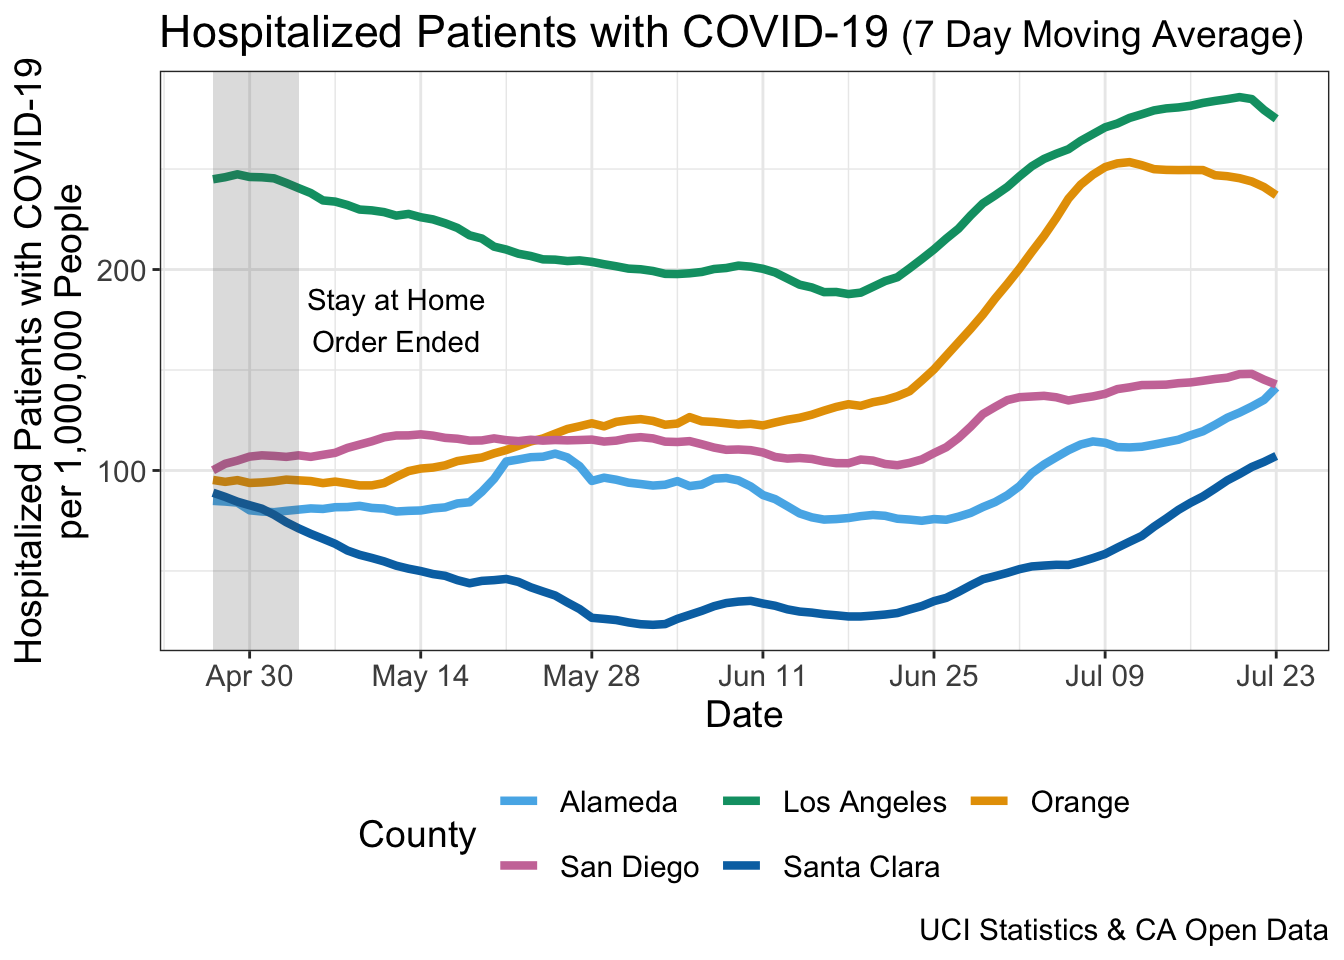 Hospitalized Patients with COVID-19 (7 Day Moving Average)
Hospitalized Patients with COVID-19
per 1,000,000 People
200
100
Stay at Home
Order Ended
Apr 30 May 14 May 28 Jun 11 Jun 25 Jul 09 Jul 23
Date
County
Alameda Los Angeles Orange
San Diego Santa Clara
UCI Statistics & CA Open Data